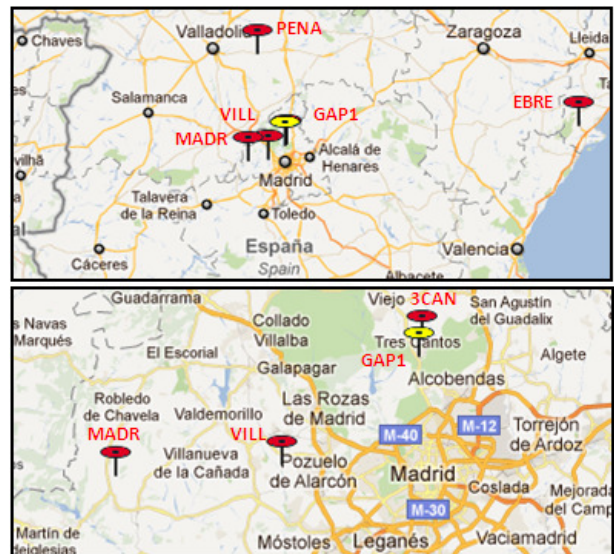 Chaves
Valladolid
PENA
Zaragoza
Lleida
Salamanca
VILL
GAP1
EBRE
MADR
Alcalá de
Henares
Madrid
Talavera
de la Reina
Toledo
España
Spain
Valencia
Cáceres
Albacete
Guadarrama
Viejo
3CAN
San Agustín
del Guadalix
as Navas
Marqués
Collado
Villalba
Tres Cantos
El Escorial
GAP1
Algete
Galapagar
Alcobendas
Robledo
de Chavela
Las Rozas
de Madrid
Valdemorillo
M-12
Torrejón
de Ardoz
MADR
VILL
M-40
Villanueva
de la Cañada
Pozuelo
de Alarcón
Madrid
Coslada
Mejorada
del Camp
M-30
Martín de
deiglesias
Móstoles
Leganés
Vaciamadrid